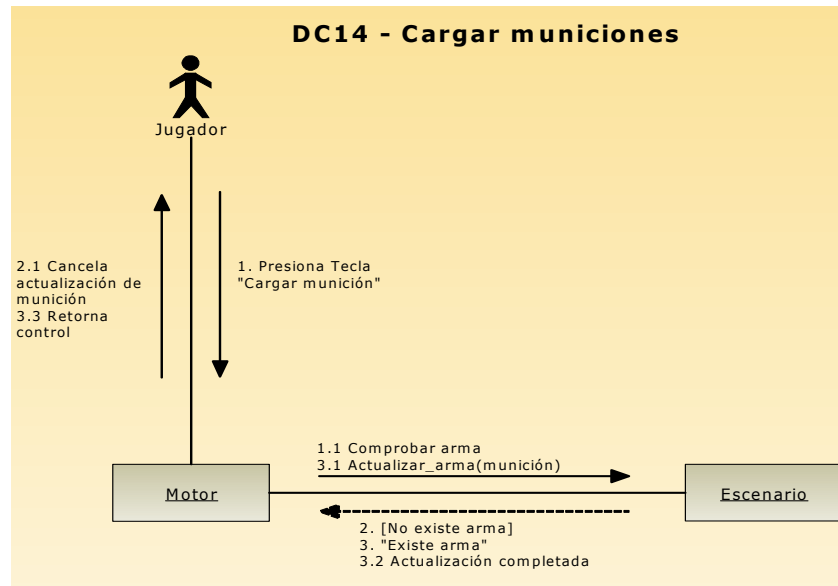 DC14 - Cargar municiones
Jugador
2.1 Cancela
actualización de
munición
3.3 Retorna
control
1. Presiona Tecla
"Cargar munición"
1.1 Comprobar arma
3.1 Actualizar_arma(munición)
Motor
Escenario
2. [No existe arma]
3. "Existe arma"
3.2 Actualización completada